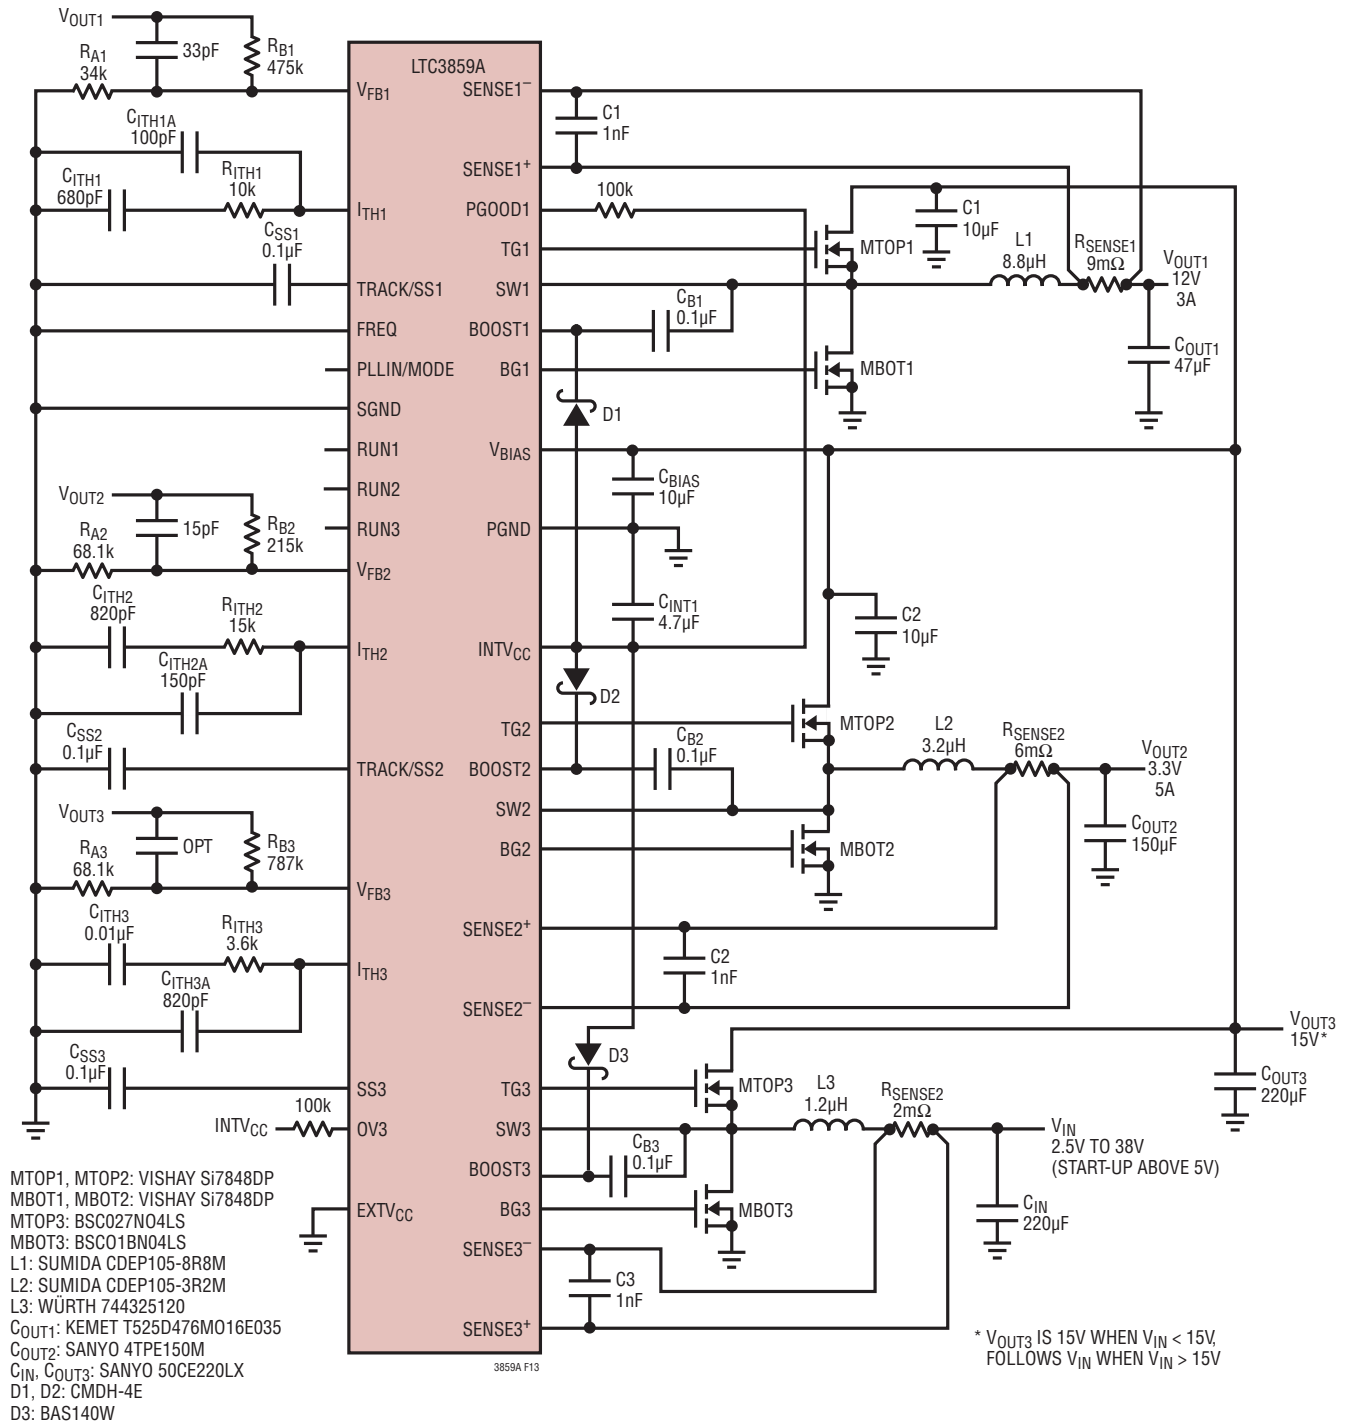 VOUT1
33pF
RB1
475k
RA1
34k
CITH1A
100pF
CITH1
680pF
RITH1
10k
CSS1
0.1µF
VOUT2
15pF
RB2
215k
RA2
68.1k
CITH2
820pF
RITH2
15k
CITH2A
150pF
CSS2
0.1µF
VOUT3
OPT
RB3
787k
RA3
68.1k
CITH3
0.01µF
RITH3
3.6k
CITH3A
820pF
CSS3
0.1µF
100k
INTVCC
LTC3859A
VFB1
ITH1
TRACK/SS1
FREQ
PLLIN/MODE
SGND
RUN1
RUN2
RUN3
VFB2
ITH2
TRACK/SS2
VFB3
ITH3
SS3
OV3
EXTVCC
SENSE1–
SENSE1+
PGOOD1
TG1
SW1
BOOST1
BG1
VBIAS
PGND
INTVCC
TG2
BOOST2
SW2
BG2
SENSE2+
SENSE2–
TG3
SW3
BOOST3
BG3
SENSE3–
SENSE3+
C1
1nF
100k
C1
10µF
MTOP1
L1
8.8µH
RSENSE1
9mΩ
VOUT1
12V
3A
CB1
0.1µF
MBOT1
COUT1
47µF
D1
CBIAS
10µF
CINT1
4.7µF
C2
10µF
D2
MTOP2
L2
3.2µH
RSENSE2
6mΩ
VOUT2
3.3V
5A
CB2
0.1µF
MBOT2
COUT2
150µF
C2
1nF
VOUT3
15V*
D3
MTOP3
L3
1.2µH
RSENSE2
2mΩ
COUT3
220µF
VIN
2.5V TO 38V
(START-UP ABOVE 5V)
CB3
0.1µF
MBOT3
CIN
220µF
C3
1nF
MTOP1, MTOP2: VISHAY Si7848DP
MBOT1, MBOT2: VISHAY Si7848DP
MTOP3: BSC027NO4LS
MBOT3: BSCO1BN04LS
L1: SUMIDA CDEP105-8R8M
L2: SUMIDA CDEP105-3R2M
L3: WÜRTH 744325120
COUT1: KEMET T525D476MO16E035
COUT2: SANYO 4TPE150M
CIN, COUT3: SANYO 50CE220LX
D1, D2: CMDH-4E
D3: BAS140W
3859A F13
* VOUT3 IS 15V WHEN VIN < 15V,
FOLLOWS VIN WHEN VIN > 15V